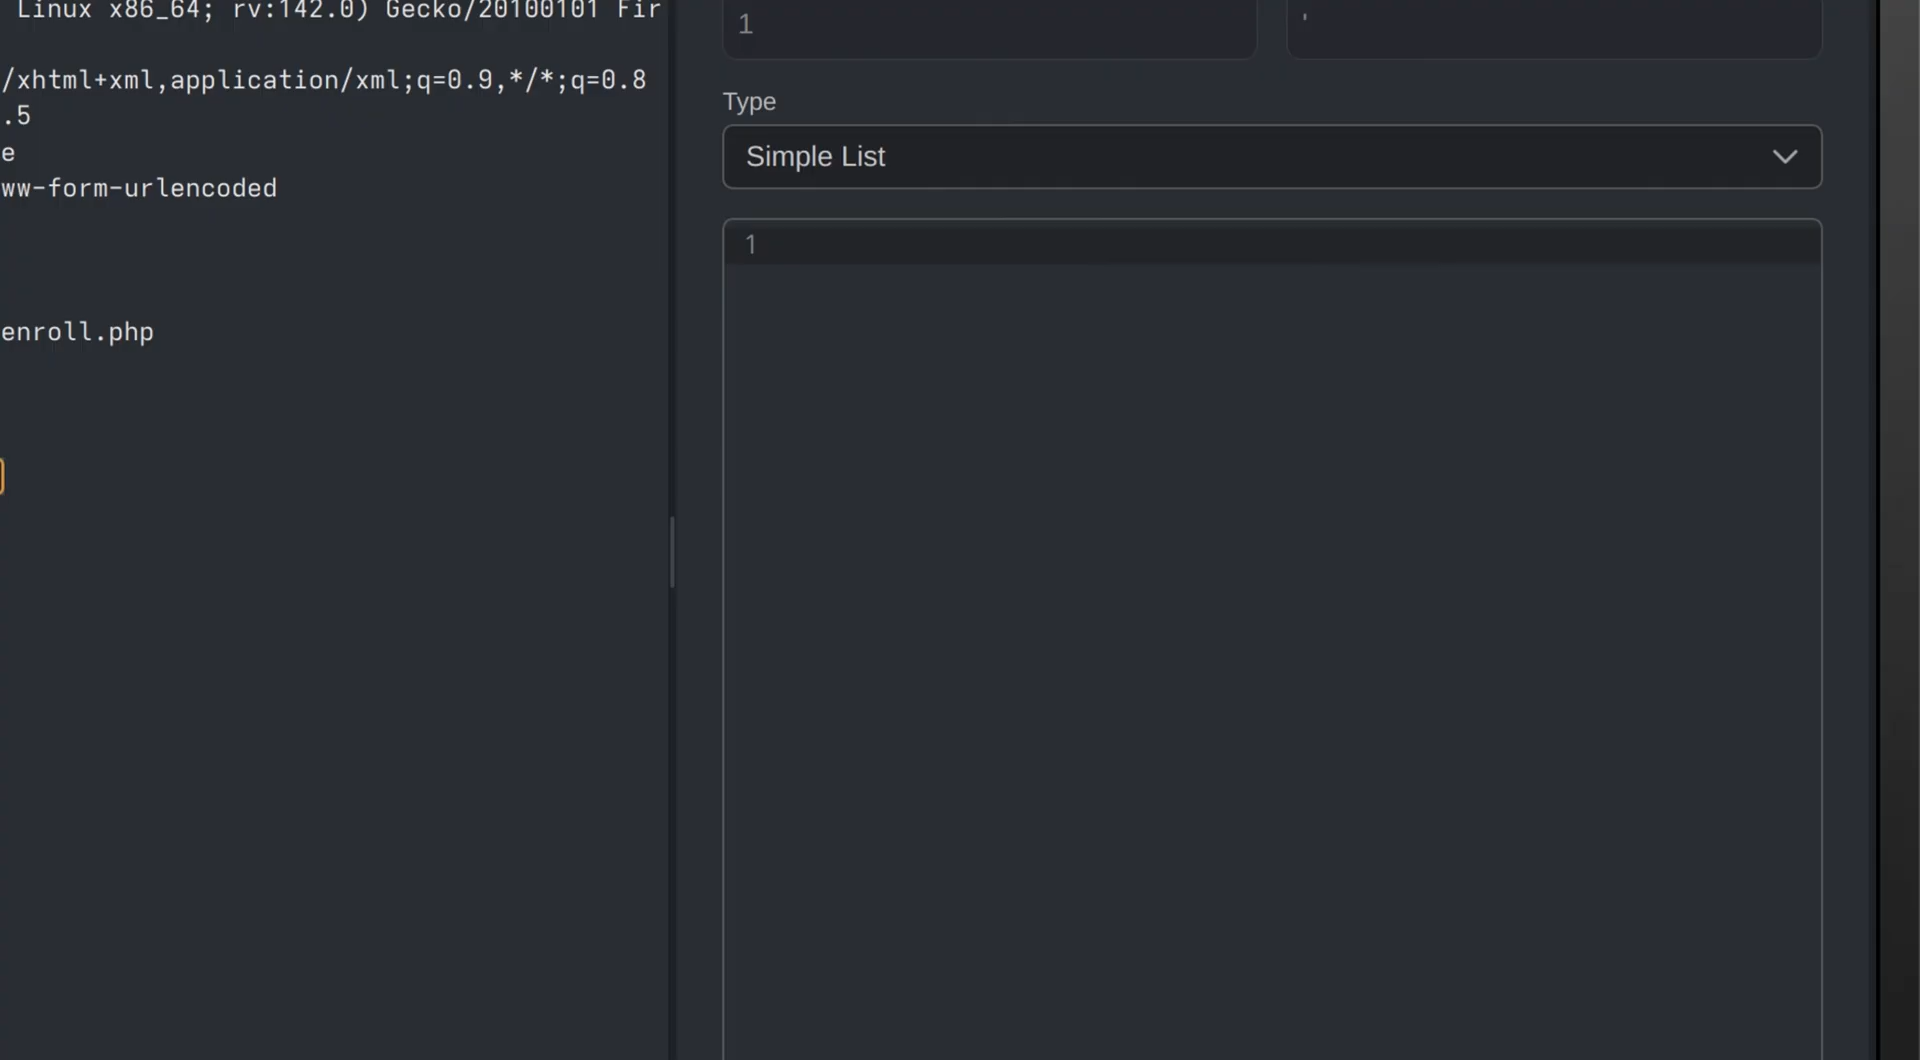 Linux x86_64; rv:142.0) Gecko/20100101 Fir
/xhtml+xml,application/xml;q=0.9,*/*;q=0.8
.5
e
ww-form-urlencoded
enroll.php
]
1
'
Type
Simple List
1